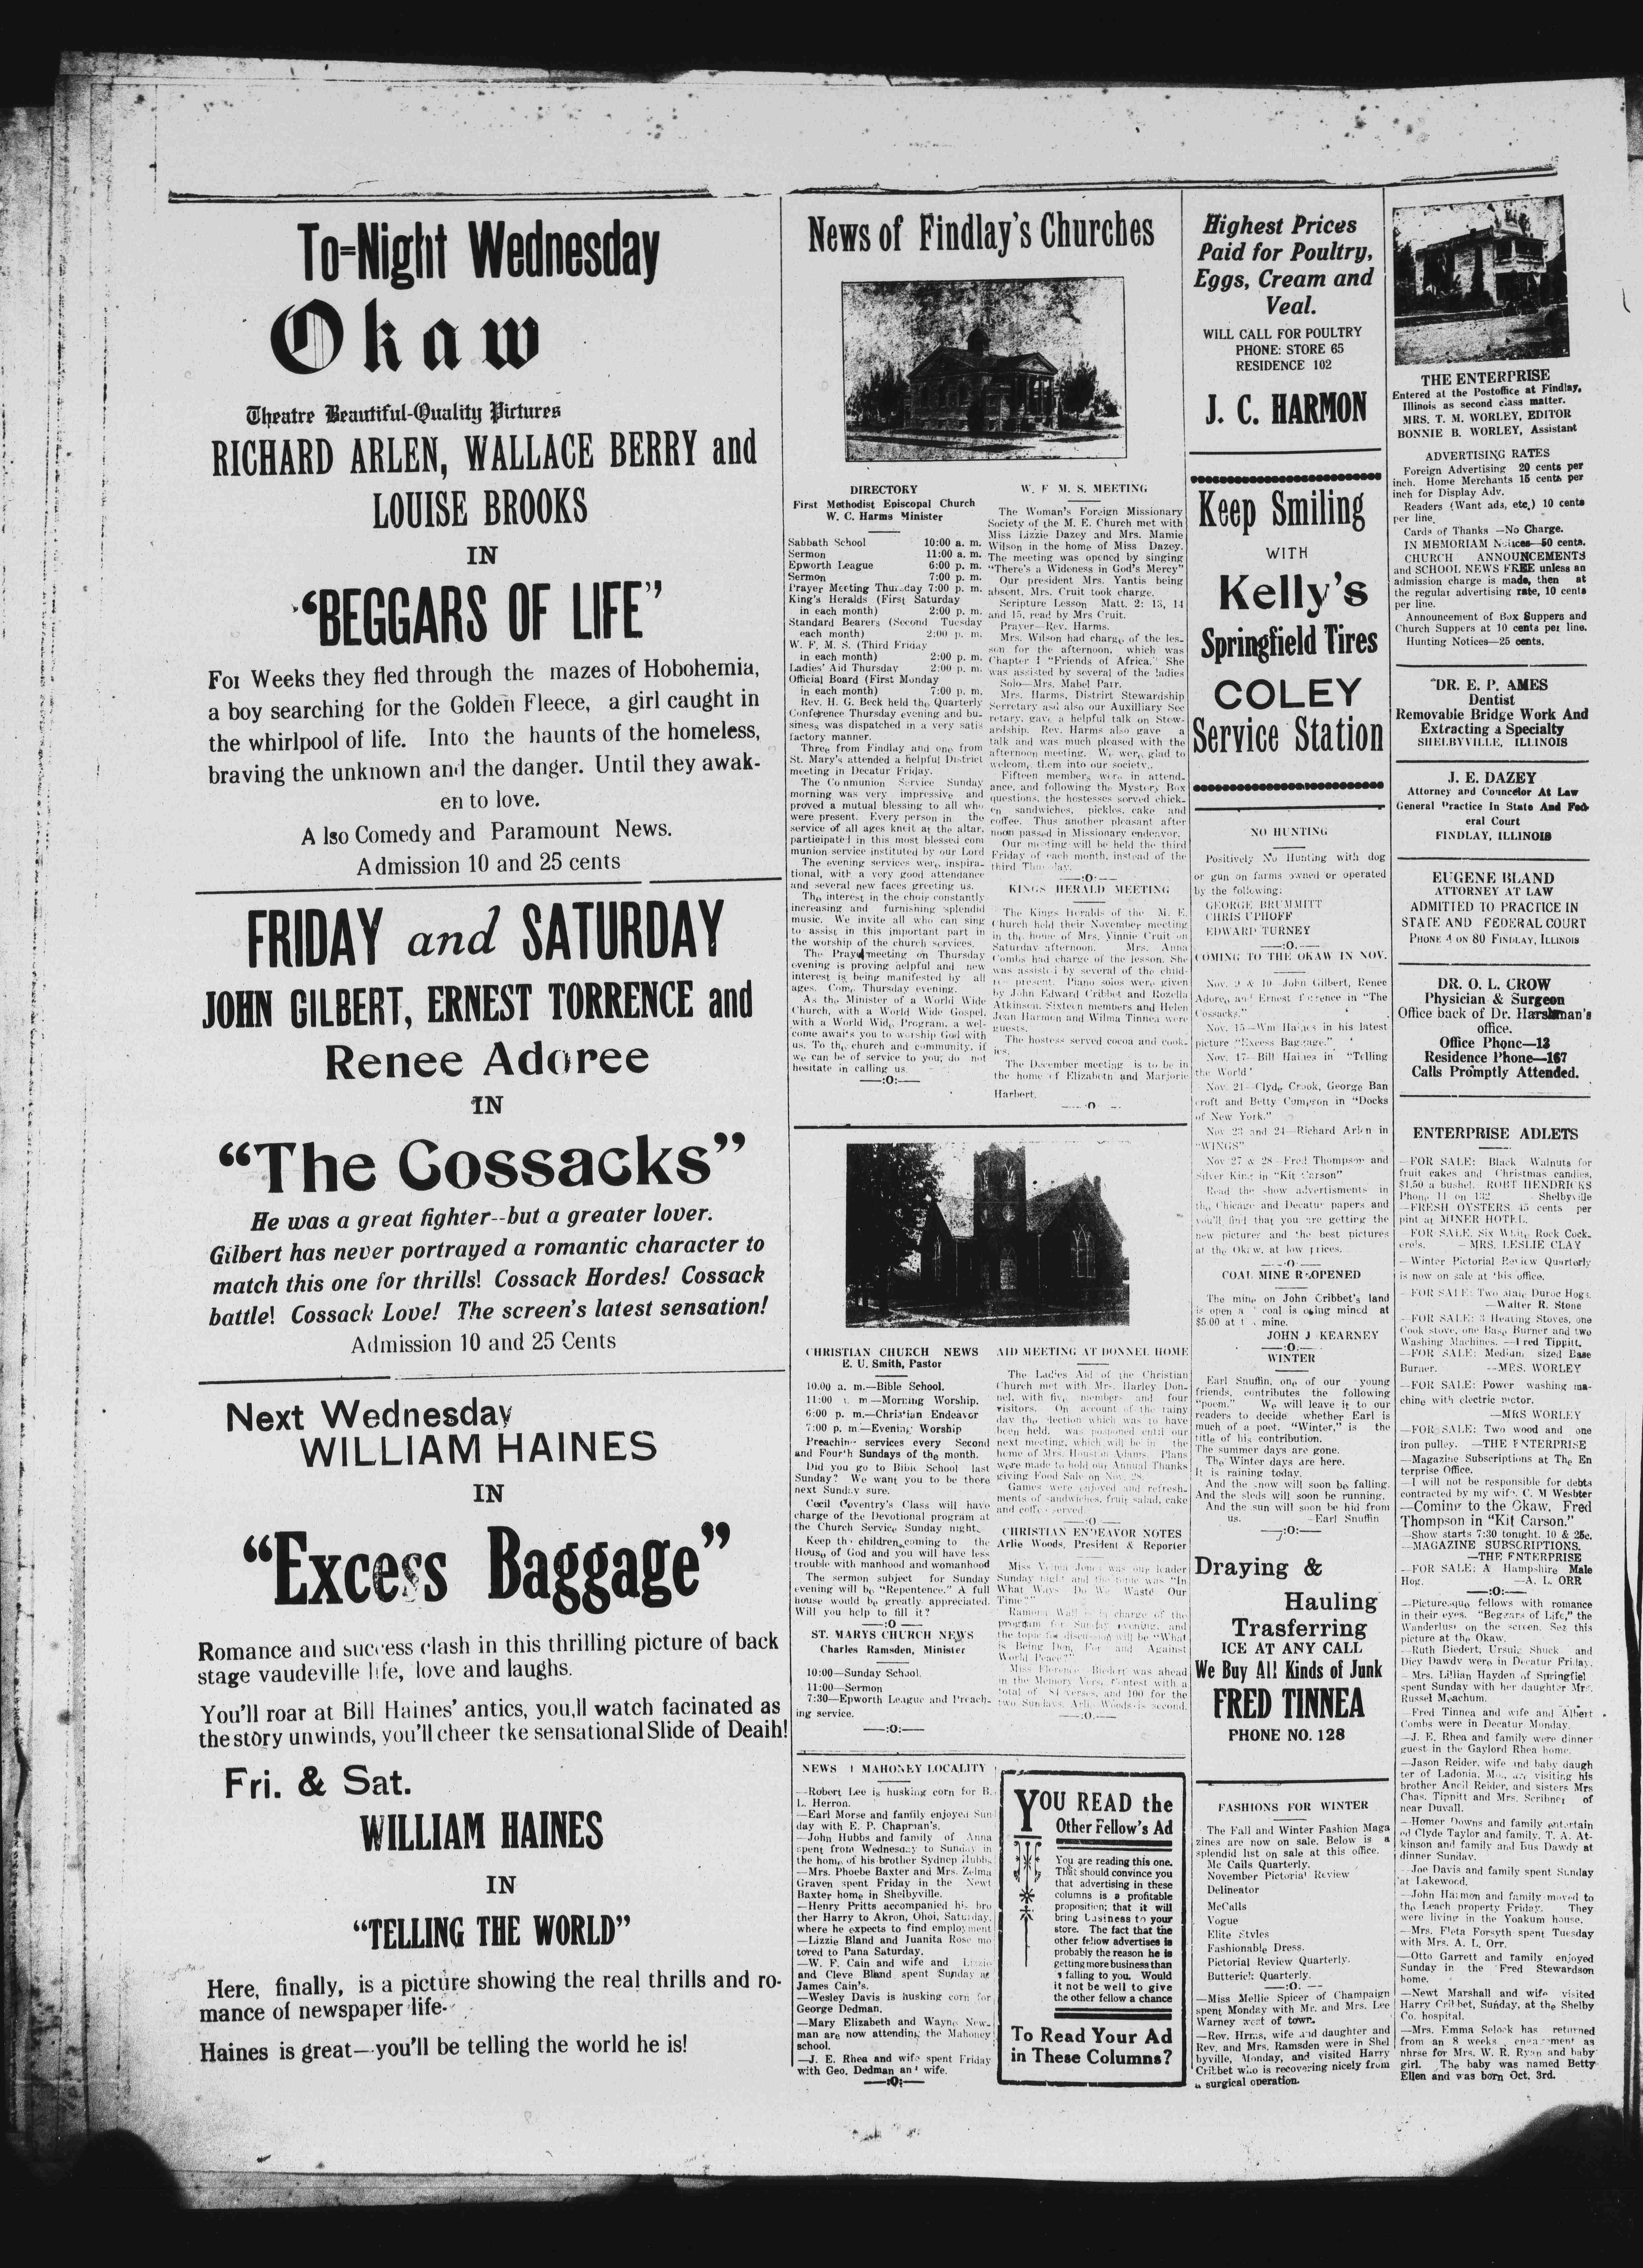 To-Night Wednesday
Okaw
Theatre Beautiful-Quality Pictures
RICHARD ARLEN, WALLACE BERRY and
LOUISE BROOKS
IN
"BEGGARS OF LIFE"
For Weeks they fled through the mazes of Hobohemia,
a boy searching for the Golden Fleece, a girl caught in
the whirlpool of life. Into the haunts of the homeless,
braving the unknown and the danger. Until they awak-
en to love.
A lso Comedy and Paramount News.
Admission 10 and 25 cents
FRIDAY and SATURDAY
JOHN GILBERT, ERNEST TORRENCE and
Renee Adoree
IN
"The Cossacks"
He was a great fighter--but a greater lover.
Gilbert has never portrayed a romantic character to
match this one for thrills! Cossack Hordes! Cossack
battle! Cossack Love! The screen's latest sensation!
Admission 10 and 25 Cents
Next Wednesday
WILLIAM HAINES
IN
"Excess Baggage"
Romance and success clash in this thrilling picture of back
stage vaudeville life, love and laughs.
You'll roar at Bill Haines' antics, you,ll watch facinated as
the story unwinds, you'll cheer tke sensational Slide of Deaih!
Fri. & Sat.
WILLIAM HAINES
IN
"TELLING THE WORLD"
Here, finally, is a picture showing the real thrills and ro-
mance of newspaper life-
Haines is great—you'll be telling the world he is!
News of Findlay's Churches
DIRECTORY
First Methodist Episcopal Church
W. C. Harms Minister
Sabbath School 10:00 a. m.
Sermon 11:00 a. m.
Epworth League 6:00 p. m.
Sermon 7:00 p. m.
Prayer Meeting Thursday 7:00 p. m.
King's Heralds (First Saturday
in each month) 2:00 p. m.
Standard Bearers (Second Tuesday
each month) 2:00 p. m.
W. F. M. S. (Third Friday
in each month) 2:00 p. m.
Ladies' Aid Thursday 2:00 p. m.
Official Board (First Monday
in each month) 7:00 p. m.
Rev. H. G. Beck held the Quarterly
Conference Thursday evening and bu-
siness was dispatched in a very satis
factory manner.
Three from Findlay and one from
St. Mary's attended a helpful District
meeting in Decatur Friday.
The Communion Service Sunday
morning was very impressive and
proved a mutual blessing to all who
were present. Every person in the
service of all ages knelt at the altar,
participated in this most blessed com
munion service instituted by our Lord
The evening services were inspira-
tional, with a very good attendance
and several new faces greeting us.
The interest in the choir constantly
increasing and furnishing splendid
music. We invite all who can sing
to assist in this important part in
the worship of the church services.
The Prayer meeting on Thursday
evening is proving helpful and new
interest is being manifested by all
ages. Come Thursday evening.
As the Minister of a World Wide
Church, with a World Wide Gospel,
with a World Wide Program, a wel-
come awaits you to worship God with
us. To the church and community, if
we can be of service to you; do not
hesitate in calling us.
—:O:—
W. F M. S. MEETING
The Woman's Foreign Missionary
Society of the M. E. Church met with
Miss Lizzie Dazey and Mrs. Mamie
Wilson in the home of Miss Dazey.
The meeting was opened by singing
"There's a Wideness in God's Mercy"
Our president Mrs. Yantis being
absent, Mrs. Cruit took charge.
Scripture Lesson Matt. 2: 13, 14
and 15, read by Mrs Cruit.
Prayer—Rev. Harms.
Mrs. Wilson had charge of the les-
son for the afternoon, which was
Chapter I "Friends of Africa." She
was assisted by several of the ladies
Solo—Mrs. Mabel Parr.
Mrs. Harms, District Stewardship
Secretary asd also our Auxilliary Sec
retary, gave a helpful talk on Stew-
ardship. Rev. Harms also gave a
talk and was much pleased with the
afternoon meeting. We were glad to
welcome them into our society.
Fifteen members were in attend-
ance, and following the Mystery Box
questions, the hostesses served chick-
en sandwiches, pickles, cake and
coffee. Thus another pleasant after
noon passed in Missionary endeavor.
Our meeting will be held the third
Friday of each month, instead of the
third Thursday.
—:O:—
KINGS HERALD MEETING
The Kings Heralds of the M. E.
Church held their November meeting
in the home of Mrs. Vinnie Cruit on
Saturday afternoon. Mrs. Anna
Combs had charge of the lesson. She
was assisted by several of the child-
ren present. Piano solos were given
by John Edward Cribbet and Rozella
Atkinson. Sixteen members and Helen
Jean Harmon and Wilma Tinnea were
guests.
The hostess served cocoa and cook-
ies.
The December meeting is to be in
the home of Elizabeth and Marjorie
Harbert.
CHRISTIAN CHURCH NEWS
E. U. Smith, Pastor
10.00 a. m.—Bible School.
11:00 a. m.—Morning Worship.
6:00 p. m.—Christian Endeavor
7:00 p. m.—Evening Worship
Preaching services every Second
and Fourth Sundays of the month.
Did you go to Bible School last
Sunday? We want you to be there
next Sunday sure.
Cecil Coventry's Class will have
charge of the Devotional program at
the Church Service Sunday night.
Keep the children coming to the
House of God and you will have less
trouble with manhood and womanhood
The sermon subject for Sunday
evening will be "Repentence." A full
house would be greatly appreciated.
Will you help to fill it?
—:O—
ST. MARYS CHURCH NEWS
Charles Ramsden, Minister
10:00—Sunday School.
11:00—Sermon
7:30—Epworth League and Preach-
ing service.
—:O:—
AID MEETING AT DONNEL HOME
The Ladies Aid of the Christian
Church met with Mrs. Harley Don-
nel, with five members and four
visitors. On account of the rainy
day the election which was to have
been held, was postponed until our
next meeting, which will be in the
home of Mrs. Houston Adams. Plans
were made to hold our Annual Thanks
giving Food Sale on Nov. 28.
Games were enjoyed and refresh-
ments of sandwiches, fruit salad, cake
and coffee served.
CHRISTIAN ENDEAVOR NOTES
Arlie Woods, President & Reporter
Miss Velma Jones was our leader
Sunday night and the topic was "In
What Ways Do We Waste Our
Time?"
Ramona Wall is in charge of the
program for Sunday evening, and
the topic for discussion will be "What
is Being Done For and Against
World Peace?"
Miss Florence Biedert was ahead
in the Memory Verse Contest with a
total of 84 verses, and 100 for the
two Sundays. Arlie Woods is second.
NEWS MAHONEY LOCALITY
—Robert Lee is husking corn for B.
L. Herron.
—Earl Morse and family enjoyed Sun
day with E. P. Chapman's.
—John Hubbs and family of Anna
spent from Wednesday to Sunday in
the home of his brother Sydney Hubbs.
—Mrs. Phoebe Baxter and Mrs. Zelma
Graven spent Friday in the Newt
Baxter home in Shelbyville.
—Henry Pritts accompanied his bro
ther Harry to Akron, Ohoi, Saturday,
where he expects to find employment
—Lizzie Bland and Juanita Rose mo
tored to Pana Saturday.
—W. F. Cain and wife and Lizzie
and Cleve Bland spent Sunday at
James Cain's.
—Wesley Davis is husking corn for
George Dedman.
—Mary Elizabeth and Wayne New-
man are now attending the Mahoney
school.
—J. E. Rhea and wife spent Friday
with Geo. Dedman and wife.
—:O:—
YOU READ the
Other Fellow's Ad
You are reading this one.
That should convince you
that advertising in these
columns is a profitable
proposition; that it will
bring business to your
store. The fact that the
other fellow advertises is
probably the reason he is
getting more business than
is falling to you. Would
it not be well to give
the other fellow a chance
To Read Your Ad
in These Columns?
Highest Prices
Paid for Poultry,
Eggs, Cream and
Veal.
WILL CALL FOR POULTRY
PHONE: STORE 65
RESIDENCE 102
J. C. HARMON
Keep Smiling
WITH
Kelly's
Springfield Tires
COLEY
Service Station
NO HUNTING
Positively No Hunting with dog
or gun on farms owned or operated
by the following:
GEORGE BRUMMITT
CHRIS UPHOFF
EDWARD TURNEY
—:O.—
COMING TO THE OKAW IN NOV.
Nov. 9 & 10—John Gilbert, Renee
Adoree and Ernest Torrence in "The
Cossacks."
Nov. 15—Wm Haines in his latest
picture "Excess Baggage."
Nov. 17—Bill Haines in "Telling
the World"
Nov. 21—Clyde Crook, George Ban
croft and Betty Compson in "Docks
of New York."
Nov 23 and 24—Richard Arlen in
"WINGS"
Nov 27 & 28—Fred Thompson and
Silver King in "Kit Carson"
Read the show advertisments in
the Chicago and Decatur papers and
you'll find that you are getting the
new pictures and the best pictures
at the Okaw, at low prices.
COAL MINE REOPENED
The mine on John Cribbet's land
is open a coal is being mined at
$5.00 at mine.
JOHN J KEARNEY
—:O:—
WINTER
Earl Snuffin, one of our young
friends, contributes the following
"poem." We will leave it to our
readers to decide whether Earl is
much of a poet. "Winter," is the
title of his contribution.
The summer days are gone.
The Winter days are here.
It is raining today.
And the snow will soon be falling.
And the sleds will soon be running,
And the sun will soon be hid from
us. —Earl Snuffin
—:O:—
Draying &
Hauling
Trasferring
ICE AT ANY CALL
We Buy All Kinds of Junk
FRED TINNEA
PHONE NO. 128
FASHIONS FOR WINTER
The Fall and Winter Fashion Maga
zines are now on sale. Below is a
splendid list on sale at this office.
Mc Calls Quarterly.
November Pictorial Review
Delineator
McCalls
Vogue
Elite Styles
Fashionable Dress.
Pictorial Review Quarterly.
Butterick Quarterly.
—:O. —
—Miss Mellie Spicer of Champaign
spent Monday with Mr. and Mrs. Lee
Warney west of town.
—Rev. Hrms, wife and daughter and
Rev. and Mrs. Ramsden were in Shel
byville, Monday, and visited Harry
Cribbet who is recovering nicely from
a surgical operation.
THE ENTERPRISE
Entered at the Postoffice at Findlay,
Illinois as second class matter.
MRS. T. M. WORLEY, EDITOR
BONNIE B. WORLEY, Assistant
ADVERTISING RATES
Foreign Advertising 20 cents per
inch. Home Merchants 15 cents per
inch for Display Adv.
Readers (Want ads, etc.) 10 cents
per line.
Cards of Thanks —No Charge.
IN MEMORIAM Notices—50 cents.
CHURCH ANNOUNCEMENTS
and SCHOOL NEWS FREE unless an
admission charge is made, then at
the regular advertising rate, 10 cents
per line.
Announcement of Box Suppers and
Church Suppers at 10 cents per line.
Hunting Notices—25 cents.
DR. E. P. AMES
Dentist
Removable Bridge Work And
Extracting a Specialty
SHELBYVILLE, ILLINOIS
J. E. DAZEY
Attorney and Councelor At Law
General Practice In State And Fed-
eral Court
FINDLAY, ILLINOIS
EUGENE BLAND
ATTORNEY AT LAW
ADMITTED TO PRACTICE IN
STATE AND FEDERAL COURT
PHONE 4 ON 80 FINDLAY, ILLINOIS
DR. O. L. CROW
Physician & Surgeon
Office back of Dr. Harshman's
office.
Office Phone—13
Residence Phone—167
Calls Promptly Attended.
ENTERPRISE ADLETS
—FOR SALE: Black Walnuts for
fruit cakes and Christmas candies,
$1.50 a bushel. ROBT HENDRICKS
Phone 11 on 132 Shelbyville
—FRESH OYSTERS 45 cents per
pint at MINER HOTEL.
—FOR SALE, Six White Rock Cock-
erels. —MRS. LESLIE CLAY
—Winter Pictorial Review Quarterly
is now on sale at this office.
—FOR SALE: Two Male Duroc Hogs.
—Walter R. Stone
—FOR SALE: 3 Heating Stoves, one
Cook stove, one Base Burner and two
Washing Machines. —Fred Tippitt.
—FOR SALE: Medium sized Base
Burner. —MRS. WORLEY
—FOR SALE: Power washing ma-
chine with electric motor.
—MRS WORLEY
—FOR SALE: Two wood and one
iron pulley. —THE ENTERPRISE
—Magazine Subscriptions at The En
terprise Office.
—I will not be responsible for debts
contracted by my wife. C. M Wesbter
—Coming to the Okaw, Fred
Thompson in "Kit Carson."
—Show starts 7:30 tonight. 10 & 25c.
—MAGAZINE SUBSCRIPTIONS.
—THE ENTERPRISE
—FOR SALE: A Hampshire Male
Hog. —A. L. ORR
—:O:—
—Picturesque fellows with romance
in their eyes. "Beggars of Life," the
Wanderlust on the screen. See this
picture at the Okaw.
—Ruth Biedert, Ursule Shuck and
Dicy Dawdy were in Decatur Friday.
—Mrs. Lillian Hayden of Springfiel
spent Sunday with her daughter Mrs.
Russel Meachum.
—Fred Tinnea and wife and Albert
Combs were in Decatur Monday.
—J. E. Rhea and family were dinner
guest in the Gaylord Rhea home.
—Jason Reider, wife and baby daugh
ter of Ladonia, Mo., are visiting his
brother Ancil Reider, and sisters Mrs
Chas. Tippitt and Mrs. Scribner of
near Duvall.
—Homer Downs and family entertain
ed Clyde Taylor and family, T. A. At-
kinson and family and Bus Dawdy at
dinner Sunday.
—Joe Davis and family spent Sunday
at Lakewood.
—John Harmon and family moved to
the Leach property Friday. They
were living in the Yoakum house.
—Mrs. Fleta Forsyth spent Tuesday
with Mrs. A. L. Orr.
—Otto Garrett and family enjoyed
Sunday in the Fred Stewardson
home.
—Newt Marshall and wife visited
Harry Cribbet, Sunday, at the Shelby
Co. hospital.
—Mrs. Emma Selock has returned
from an 8 weeks engagement as
nhrse for Mrs. W. R. Ryan and baby
girl. The baby was named Betty
Ellen and was born Oct. 3rd.